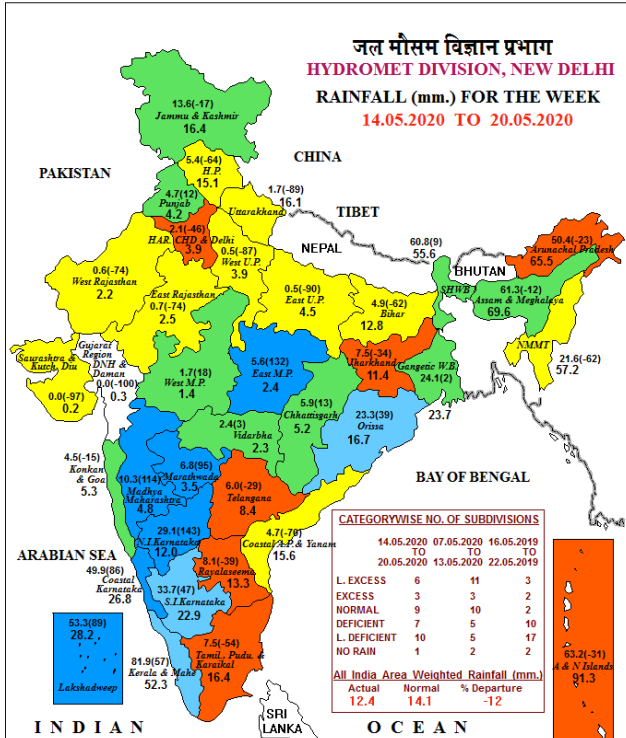 जल मौसम विज्ञान प्रभाग
HYDROMET DIVISION, NEW DELHI
RAINFALL (mm.) FOR THE WEEK
14.05.2020 TO 20.05.2020
13.6(-17)
Jammu & Kashmir
16.4
CHINA
PAKISTAN
5.4(-64)
H.P.
15.1
4.7(12)
Punjab
4.2
1.7(-89)
16.1
Uttarakhand
TIBET
2.1(-46)
HAR. CHD & Delhi
3.9
NEPAL
60.8(9)
55.6
50.4(-23)
Arunachal Pradesh
65.5
BHUTAN
0.5(-87)
West U.P.
3.9
0.6(-74)
West Rajasthan
2.2
East Rajasthan
0.7(-74)
2.5
0.5(-90)
East U.P.
4.5
4.9(-62)
Bihar
12.8
SHWB
61.3(-12)
Assam & Meghalaya
69.6
NMMT
21.6(-62)
57.2
Gujarat
Region
DNH &
Daman
0.0(-100)
0.3
Saurashtra &
Kutch, Diu
0.0(-97)
0.2
1.7(18)
West M.P.
1.4
5.6(132)
East M.P.
2.4
7.5(-34)
Jharkhand
11.4
Gangetic W.B.
24.1(2)
23.7
5.9(13)
Chhattisgarh
5.2
23.3(39)
Orissa
16.7
2.4(3)
Vidarbha
2.3
4.5(-15)
Konkan
& Goa
5.3
10.3(114)
Madhya
Maharashtra
4.8
6.8(95)
Marathwada
3.5
6.0(-29)
Telangana
8.4
BAY OF BENGAL
4.7(-70)
Coastal A.P.& Yanam
15.6
29.1(143)
N.I.Karnataka
12.0
ARABIAN SEA
49.9(86)
Coastal
Karnataka
26.8
8.1(-39)
Rayalaseema
13.3
33.7(47)
S.I.Karnataka
22.9
53.3(89)
28.2
Lakshadweep
81.9(57)
Kerala & Mahe
52.3
7.5(-54)
Tamil., Pudu, &
Karaikal
16.4
CATEGORYWISE NO. OF SUBDIVISIONS
14.05.2020 07.05.2020 16.05.2019
TO TO TO
20.05.2020 13.05.2020 22.05.2019
L. EXCESS 6 11 3
EXCESS 3 3 2
NORMAL 9 10 2
DEFICIENT 7 5 10
L. DEFICIENT 10 5 17
NO RAIN 1 2 2
All India Area Weighted Rainfall (mm.)
Actual Normal % Departure
12.4 14.1 -12
63.2(-31)
A & N Islands
91.3
SRI
LANKA
INDIAN OCEAN